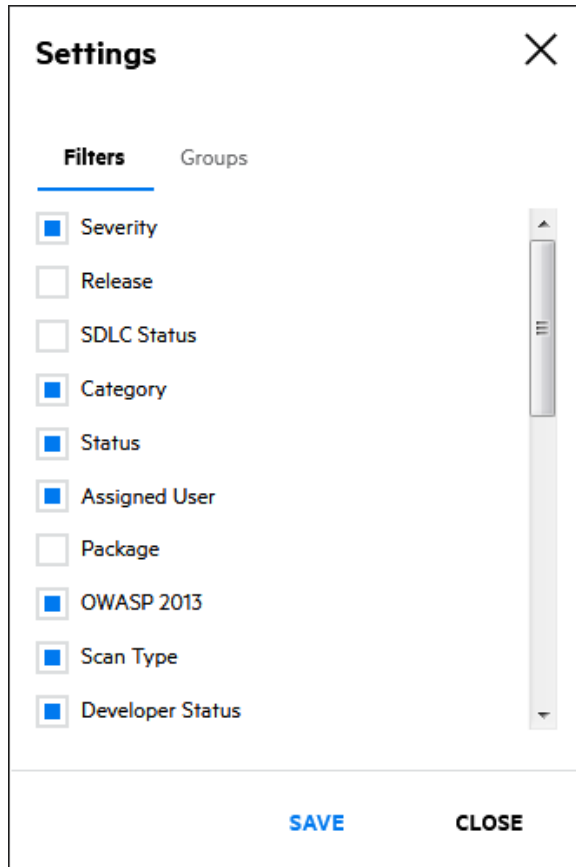 Settings
Filters Groups
Severity
Release
SDLC Status
Category
Status
Assigned User
Package
OWASP 2013
Scan Type
Developer Status
SAVE CLOSE